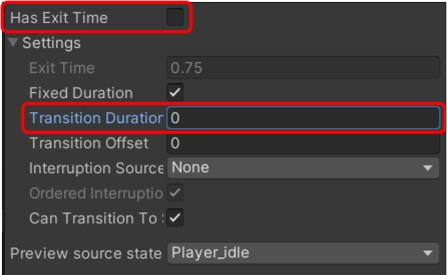 Has Exit Time
Settings
Exit Time 0.75
Fixed Duration
Transition Duration 0
Transition Offset 0
Interruption Source None
Ordered Interruptio
Can Transition To
Preview source state Player_idle